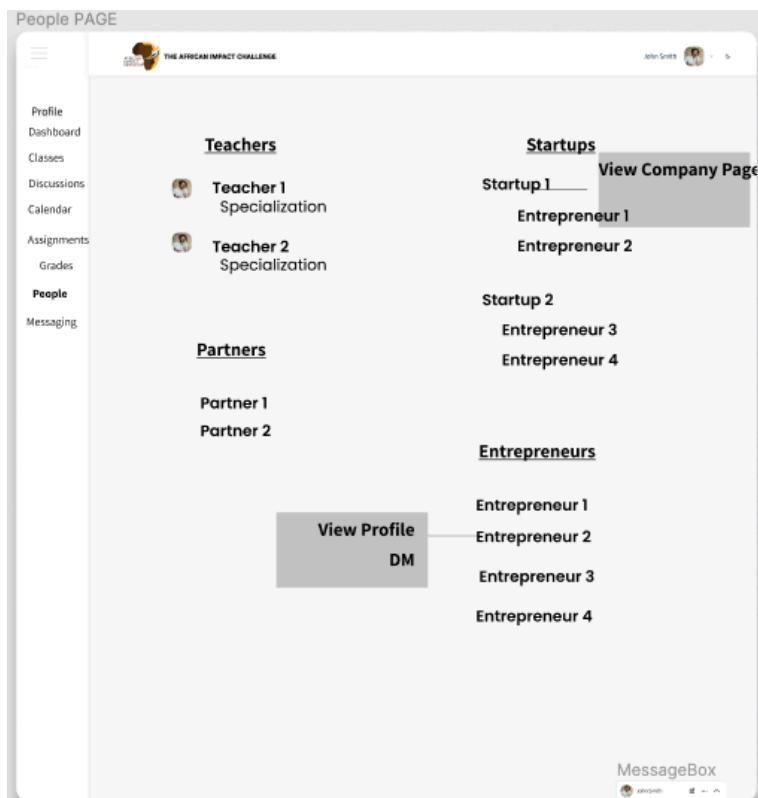 People PAGE
THE AFRICAN IMPACT CHALLENGE
John Smith
Profile
Dashboard
Classes
Discussions
Calendar
Assignments
Grades
People
Messaging
Teachers
Teacher 1
Specialization
Teacher 2
Specialization
Partners
Partner 1
Partner 2
Startups
View Company Page
Startup 1
Entrepreneur 1
Entrepreneur 2
Startup 2
Entrepreneur 3
Entrepreneur 4
Entrepreneurs
Entrepreneur 1
View Profile
Entrepreneur 2
DM
Entrepreneur 3
Entrepreneur 4
MessageBox
John Smith